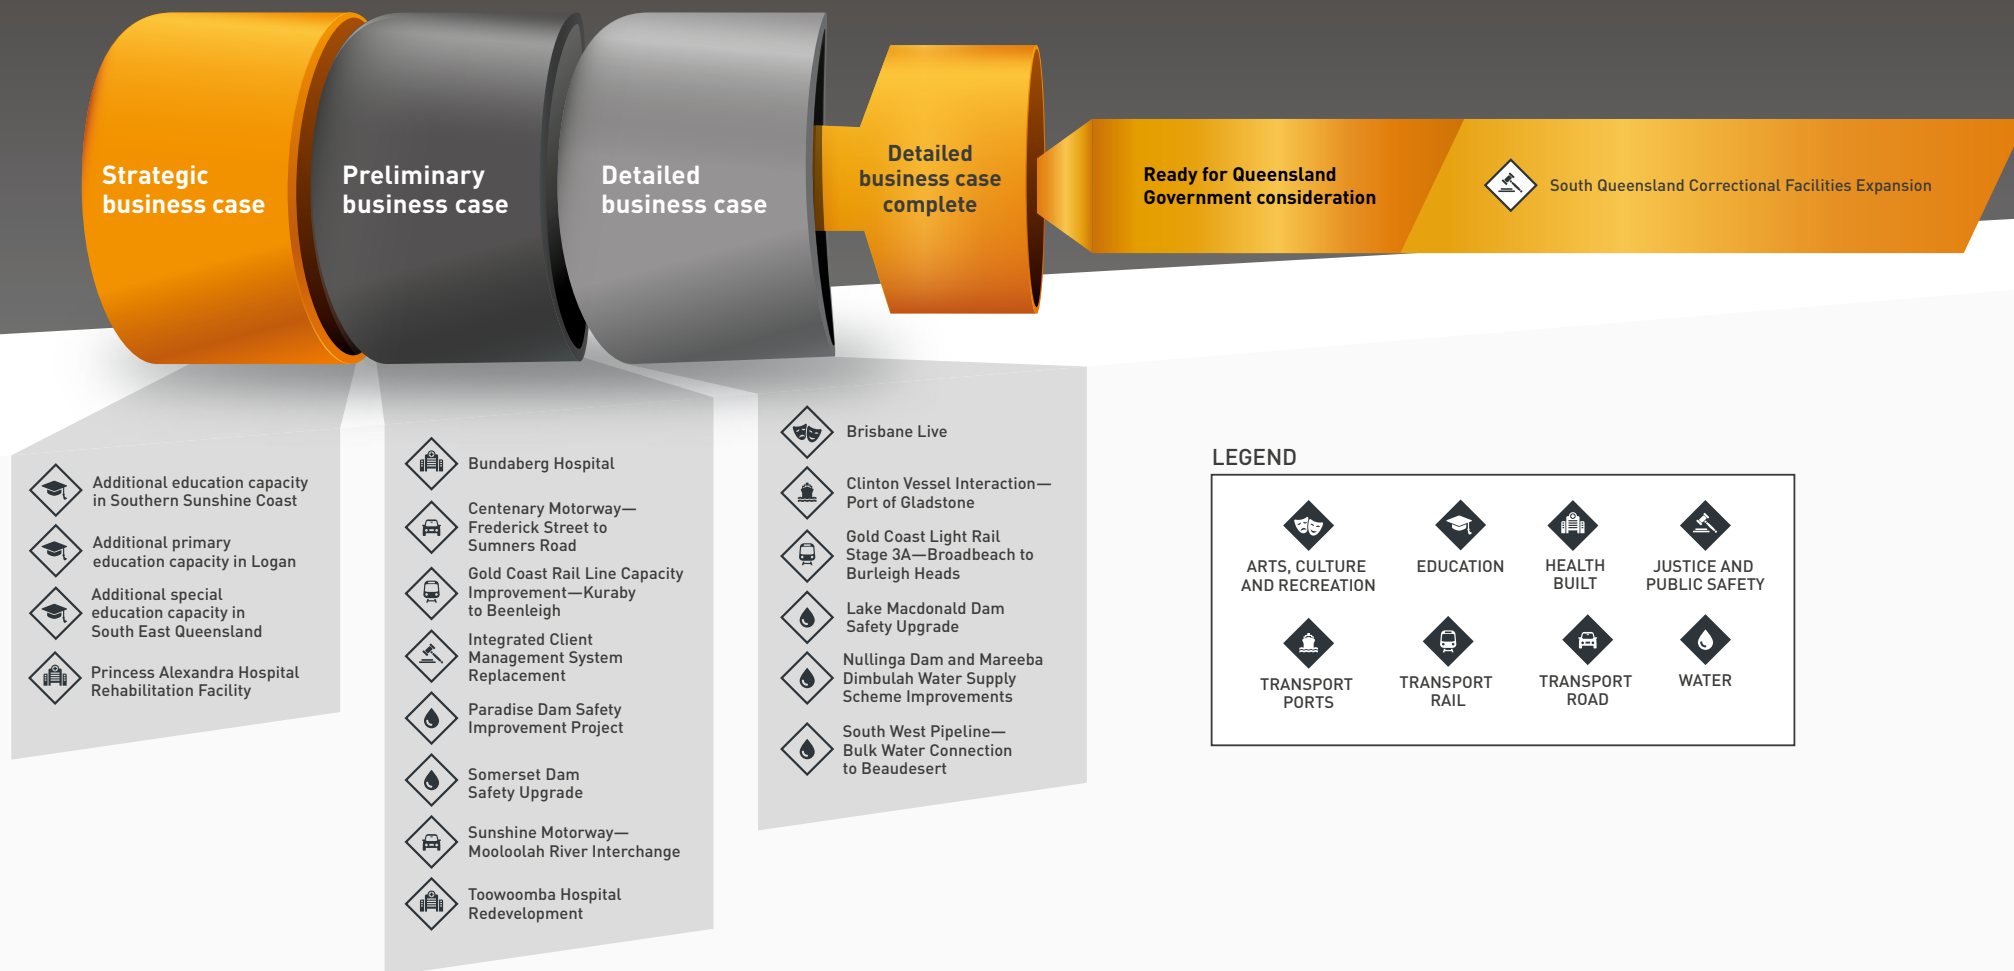 Strategic
business case
Preliminary
business case
Detailed
business case
Detailed
business case
complete
Ready for Queensland
Government consideration
South Queensland Correctional Facilities Expansion
Additional education capacity
in Southern Sunshine Coast
Additional primary
education capacity in Logan
Additional special
education capacity in
South East Queensland
Princess Alexandra Hospital
Rehabilitation Facility
Bundaberg Hospital
Centenary Motorway—
Frederick Street to
Sumners Road
Gold Coast Rail Line Capacity
Improvement—Kuraby
to Beenleigh
Integrated Client
Management System
Replacement
Paradise Dam Safety
Improvement Project
Somerset Dam
Safety Upgrade
Sunshine Motorway—
Mooloolah River Interchange
Toowoomba Hospital
Redevelopment
Brisbane Live
Clinton Vessel Interaction—
Port of Gladstone
Gold Coast Light Rail
Stage 3A—Broadbeach to
Burleigh Heads
Lake Macdonald Dam
Safety Upgrade
Nullinga Dam and Mareeba
Dimbulah Water Supply
Scheme Improvements
South West Pipeline—
Bulk Water Connection
to Beaudesert
LEGEND
ARTS, CULTURE
AND RECREATION
EDUCATION
HEALTH
BUILT
JUSTICE AND
PUBLIC SAFETY
TRANSPORT
PORTS
TRANSPORT
RAIL
TRANSPORT
ROAD
WATER